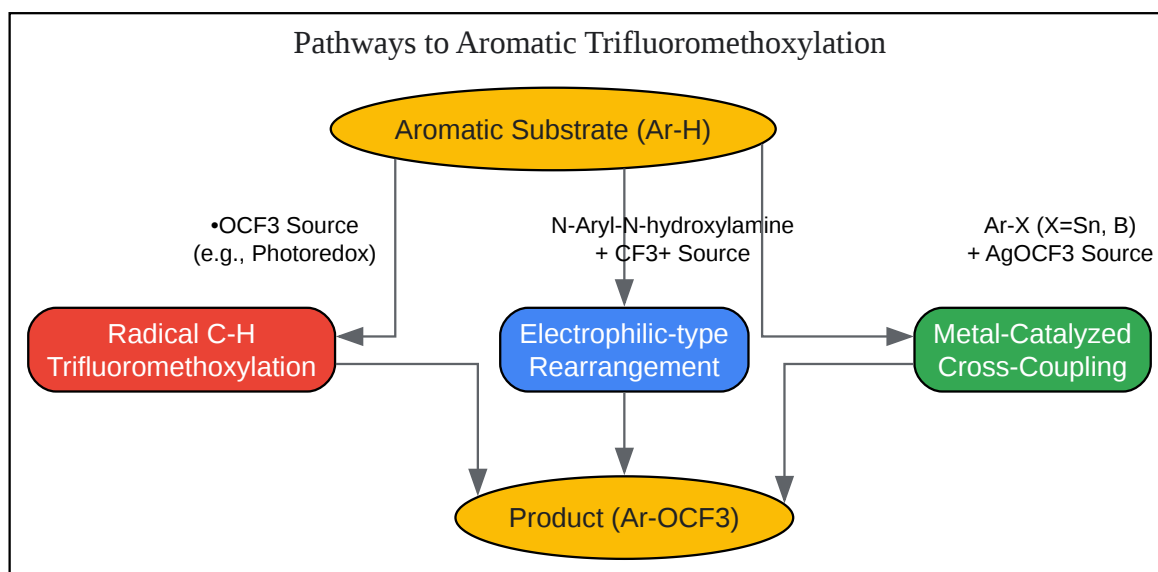 Pathways to Aromatic Trifluoromethoxylation
Aromatic Substrate (Ar-H)
•OCF3 Source
(e.g., Photoredox)
N-Aryl-N-hydroxylamine
+ CF3+ Source
Ar-X (X=Sn, B)
+ AgOCF3 Source
Radical C-H
Trifluoromethoxylation
Electrophilic-type
Rearrangement
Metal-Catalyzed
Cross-Coupling
Product (Ar-OCF3)